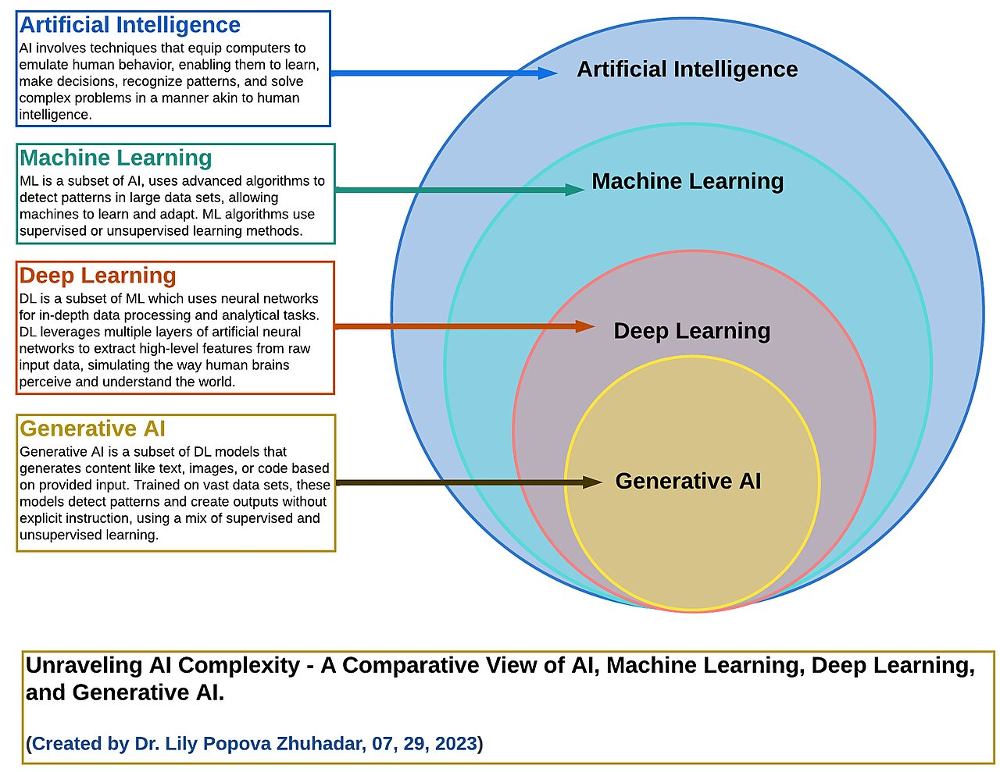 Artificial Intelligence
AI involves techniques that equip computers to
emulate human behavior, enabling them to learn,
make decisions, recognize patterns, and solve
complex problems in a manner akin to human
intelligence.
Machine Learning
ML is a subset of AI, uses advanced algorithms to
detect patterns in large data sets, allowing
machines to learn and adapt. ML algorithms use
supervised or unsupervised learning methods.
Deep Learning
DL is a subset of ML which uses neural networks
for in-depth data processing and analytical tasks.
DL leverages multiple layers of artificial neural
networks to extract high-level features from raw
input data, simulating the way human brains
perceive and understand the world.
Generative AI
Generative AI is a subset of DL models that
generates content like text, images, or code based
on provided input. Trained on vast data sets, these
models detect patterns and create outputs without
explicit instruction, using a mix of supervised and
unsupervised learning.
Artificial Intelligence
Machine Learning
Deep Learning
Generative AI
Unraveling AI Complexity - A Comparative View of AI, Machine Learning, Deep Learning,
and Generative AI.
(Created by Dr. Lily Popova Zhuhadar, 07, 29, 2023)